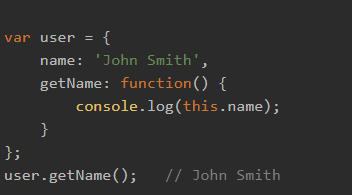 var user = {
    name: 'John Smith',
    getName: function() {
        console.log(this.name);
    }
};
user.getName();   // John Smith